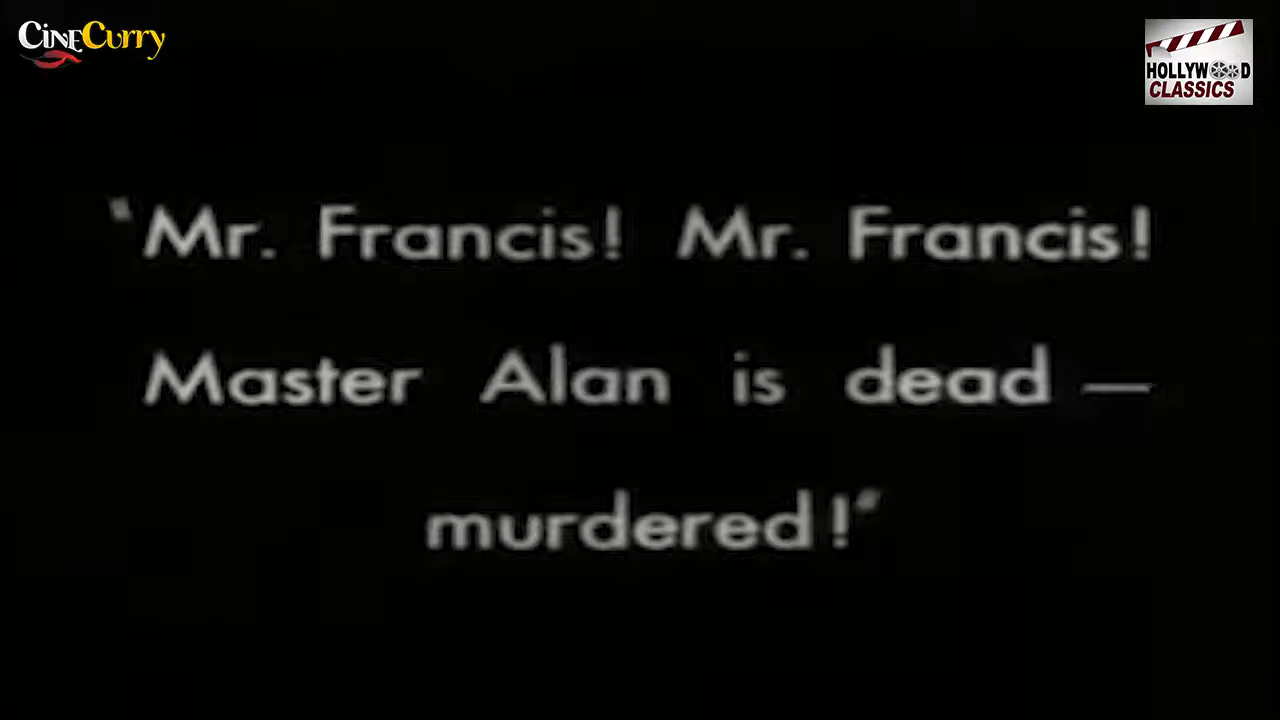 CINECURRY
HOLLYWOOD
CLASSICS
"Mr. Francis! Mr. Francis!
Master Alan is dead —
murdered!"